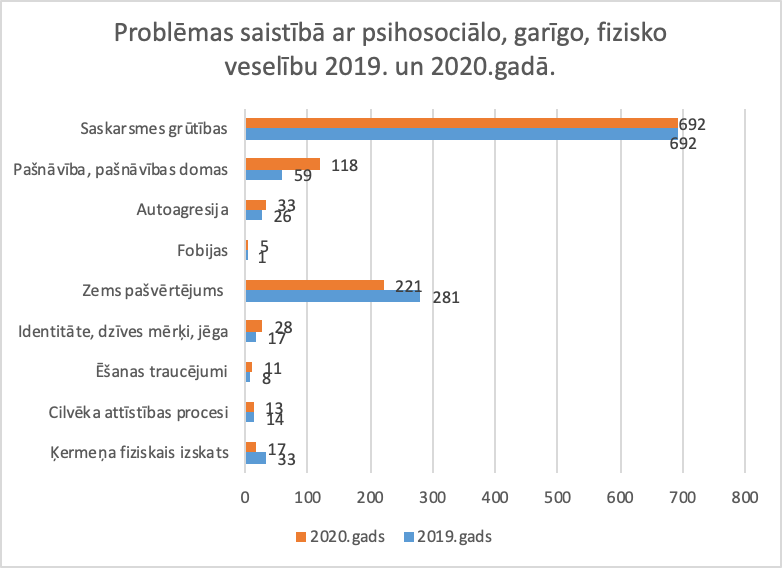 Problēmas saistībā ar psihosociālo, garīgo, fizisko
veselību 2019. un 2020.gadā.
Saskarsmes grūtības
692
692
Pašnāvība, pašnāvības domas
118
59
Autoagresija
33
26
Fobijas
5
1
Zems pašvērtējums
221
281
Identitāte, dzīves mērķi, jēga
28
17
Ēšanas traucējumi
11
8
Cilvēka attīstības procesi
13
14
Ķermeņa fiziskais izskats
17
33
0 100 200 300 400 500 600 700 800
2020.gads 2019.gads